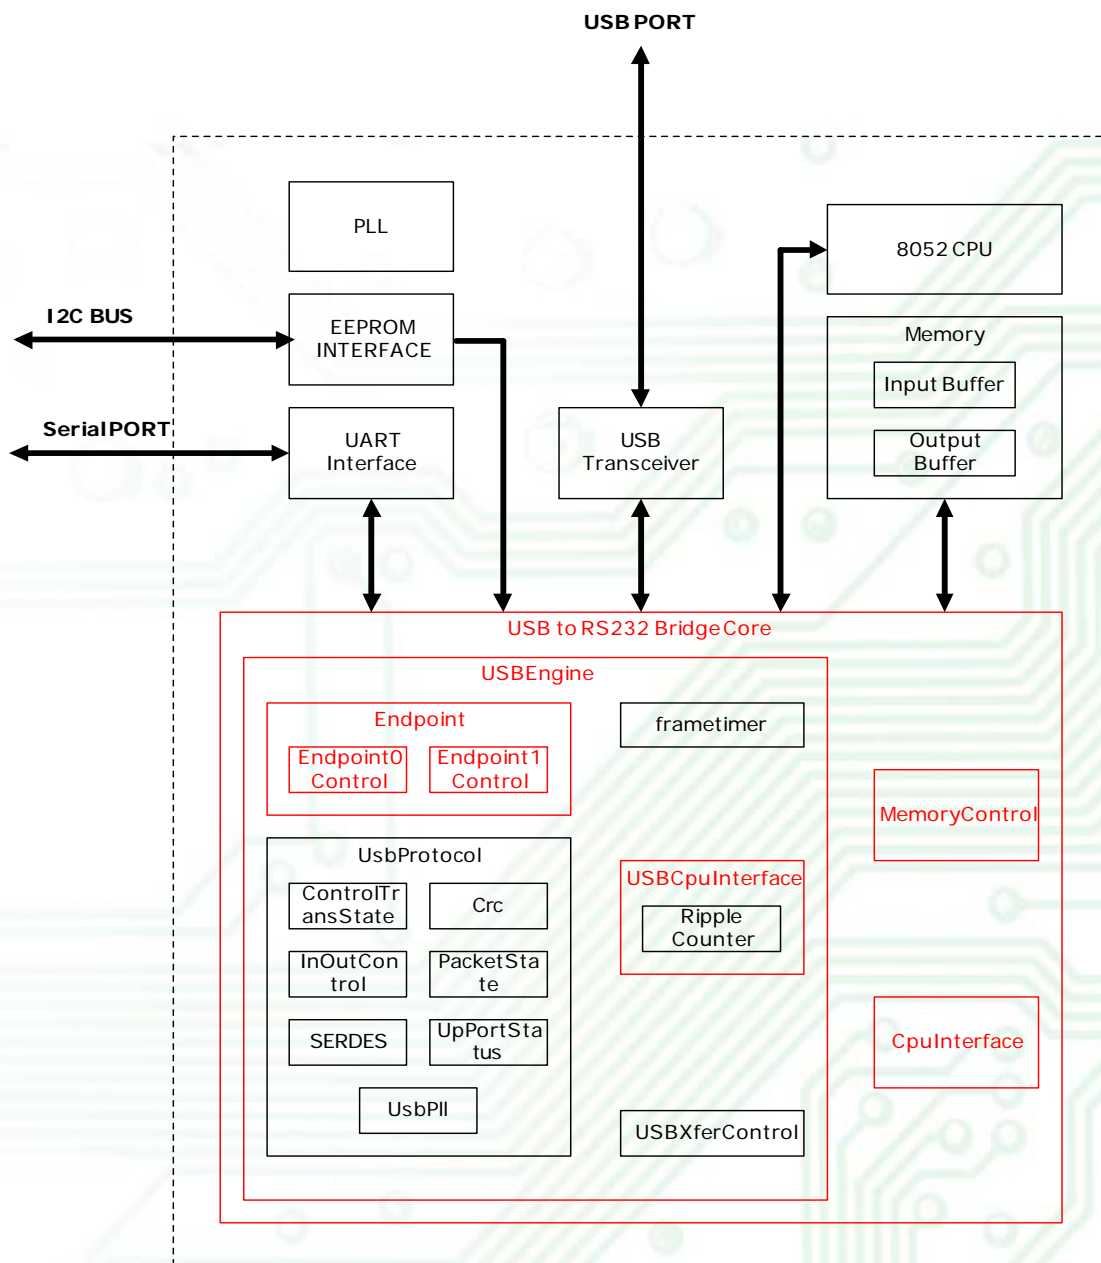 USB PORT
PLL
8052 CPU
I2C BUS
EEPROM
INTERFACE
Memory
Input Buffer
Output
Buffer
Serial PORT
UART
Interface
USB
Transceiver
USB to RS232 Bridge Core
USBEngine
Endpoint
Endpoint0
Control
Endpoint1
Control
frametimer
MemoryControl
UsbProtocol
ControlTr
ansState
Crc
USBCpuInterface
Ripple
Counter
InOutCon
trol
PacketSta
te
SERDES
UpPortSta
tus
CpuInterface
UsbPll
USBXferControl